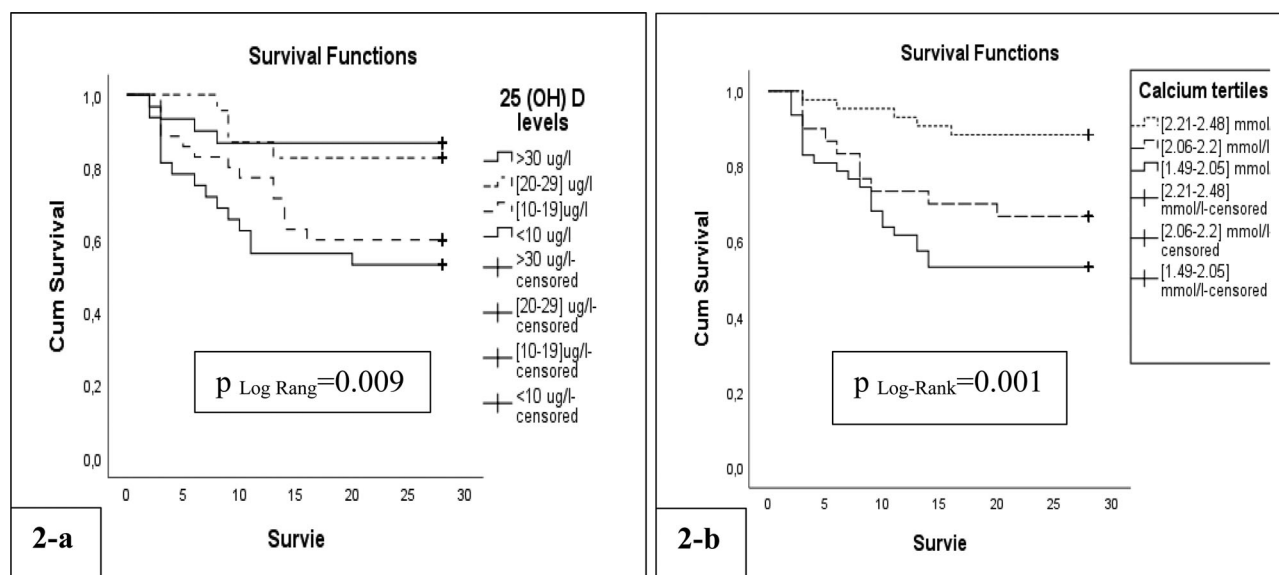 Survival Functions
25 (OH) D
levels
>30 ug/l
[20-29] ug/l
[10-19]ug/l
<10 ug/l
>30 ug/l-
censored
[20-29] ug/l-
censored
[10-19]ug/l-
censored
<10 ug/l-
censored
Cum Survival
1,0
0,8
0,6
0,4
0,2
0,0
p Log Rang=0.009
0 5 10 15 20 25 30
Survie
2-a
Survival Functions
Calcium tertiles
[2.21-2.48] mmol/l
[2.06-2.2] mmol/l
[1.49-2.05] mmol
[2.21-2.48]
mmol/l-censored
[2.06-2.2] mmol/l-
censored
[1.49-2.05]
mmol/l-censored
Cum Survival
1,0
0,8
0,6
0,4
0,2
0,0
p Log-Rank=0.001
0 5 10 15 20 25 30
Survie
2-b